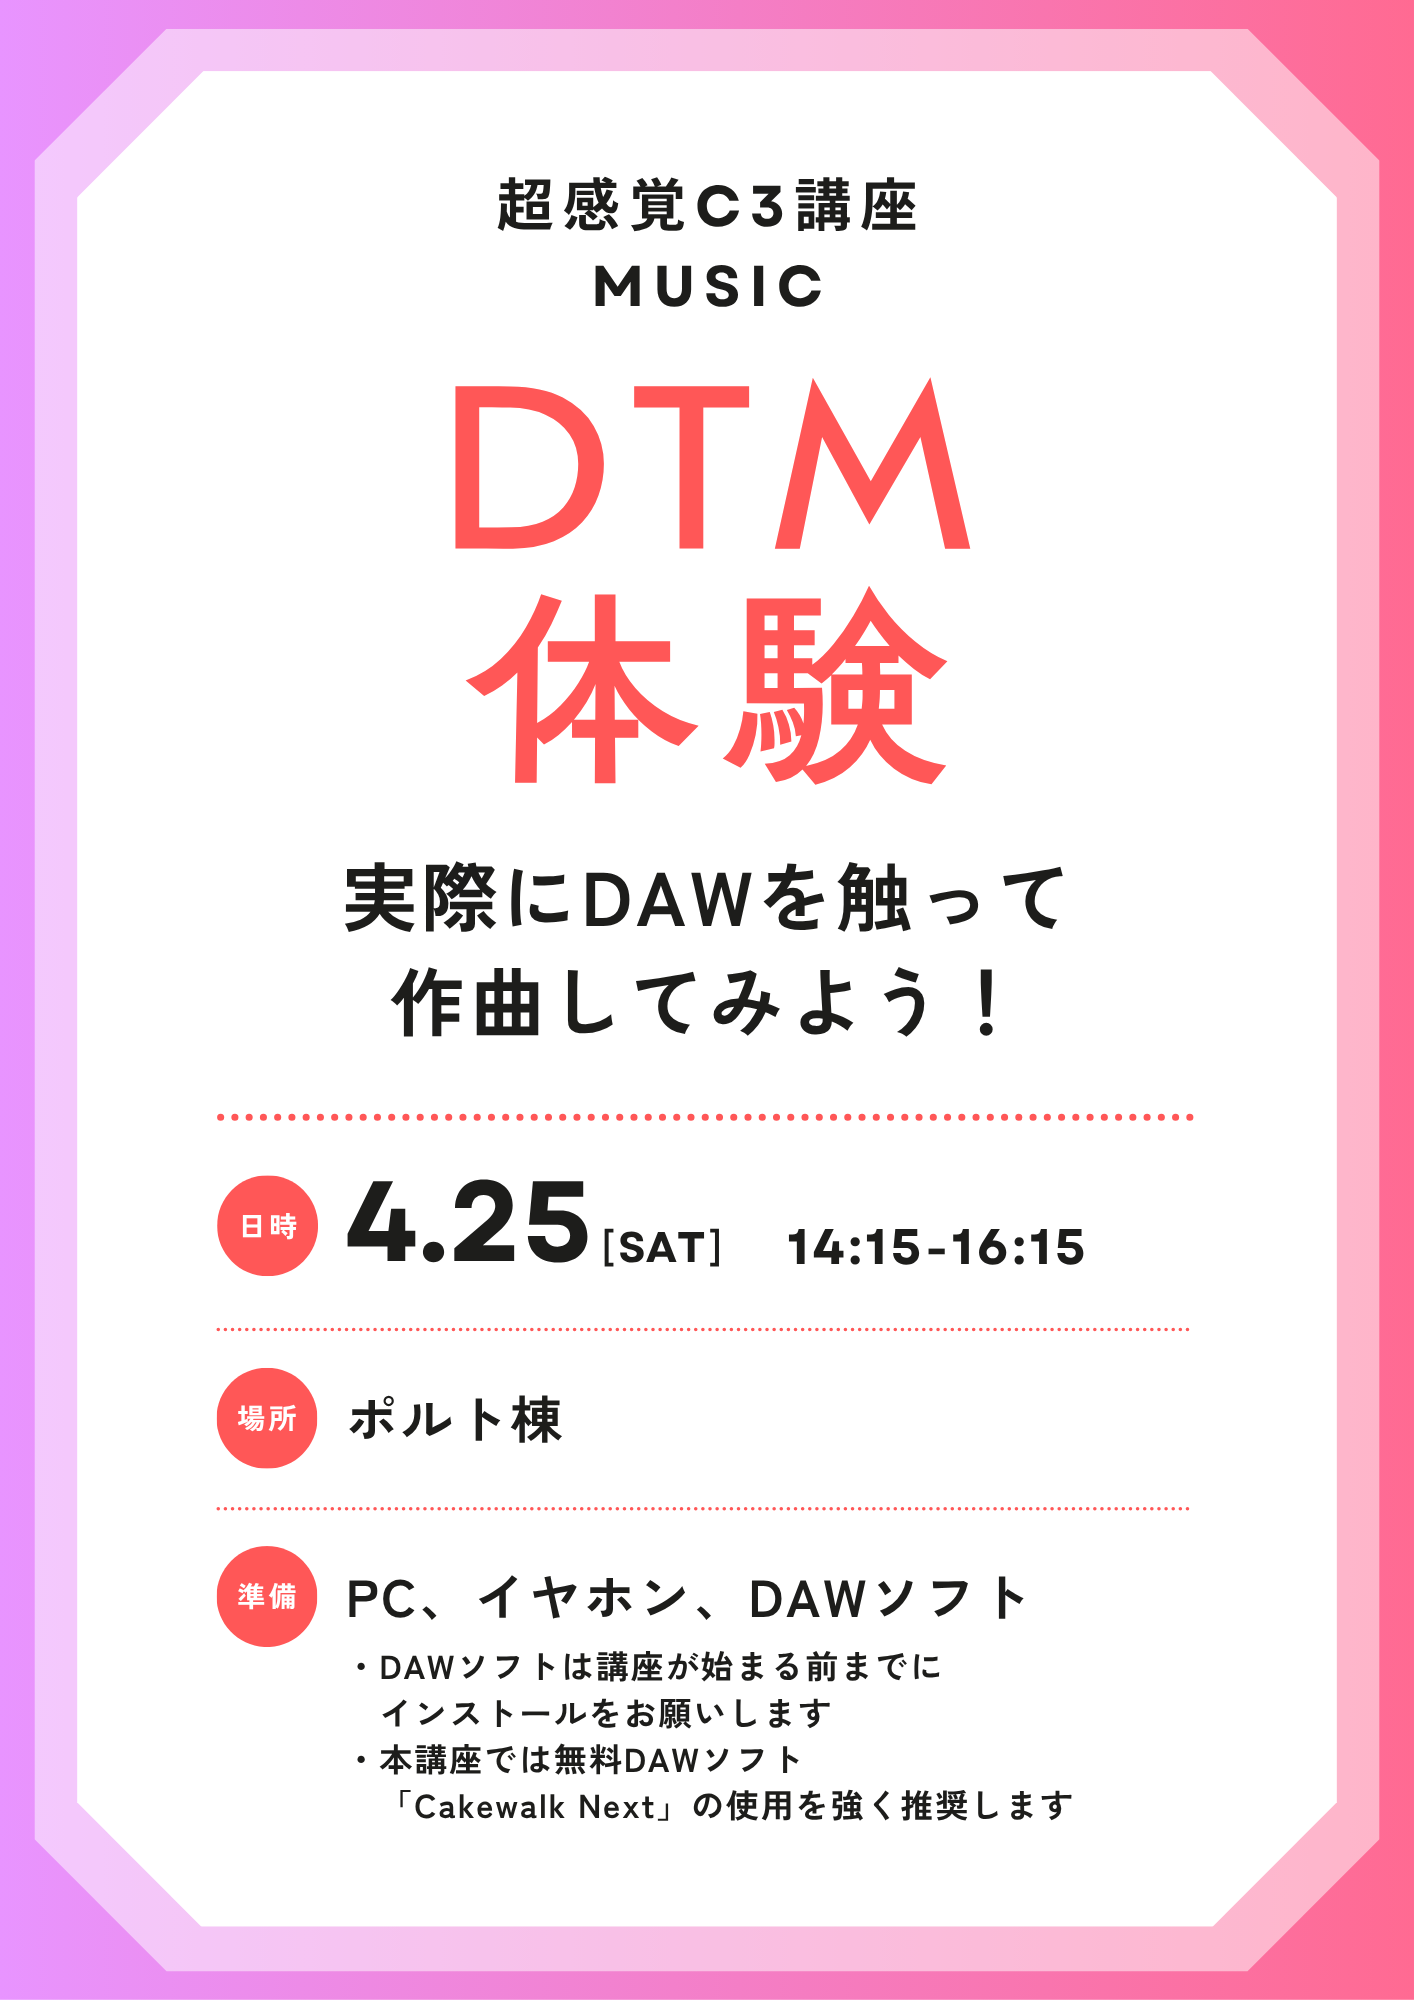 超感覚C3講座
MUSIC
DTM
体験
実際にDAWを触って
作曲してみよう！
日時 4.25 [SAT] 14:15-16:15
場所 ポルト棟
準備 PC、イヤホン、DAWソフト
・DAWソフトは講座が始まる前までに
インストールをお願いします
・本講座では無料DAWソフト
「Cakewalk Next」の使用を強く推奨します